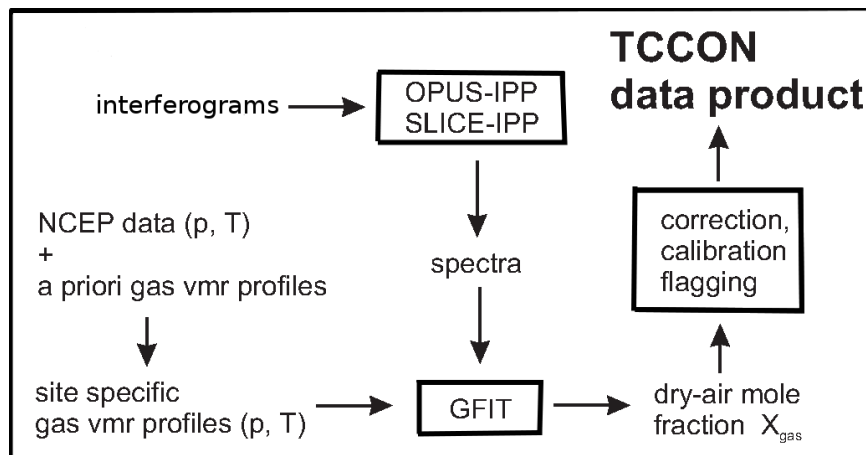 TCCON
data product
interferograms
OPUS-IPP
SLICE-IPP
NCEP data (p, T)
+
a priori gas vmr profiles
spectra
correction,
calibration
flagging
site specific
gas vmr profiles (p, T)
GFIT
dry-air mole
fraction Xgas